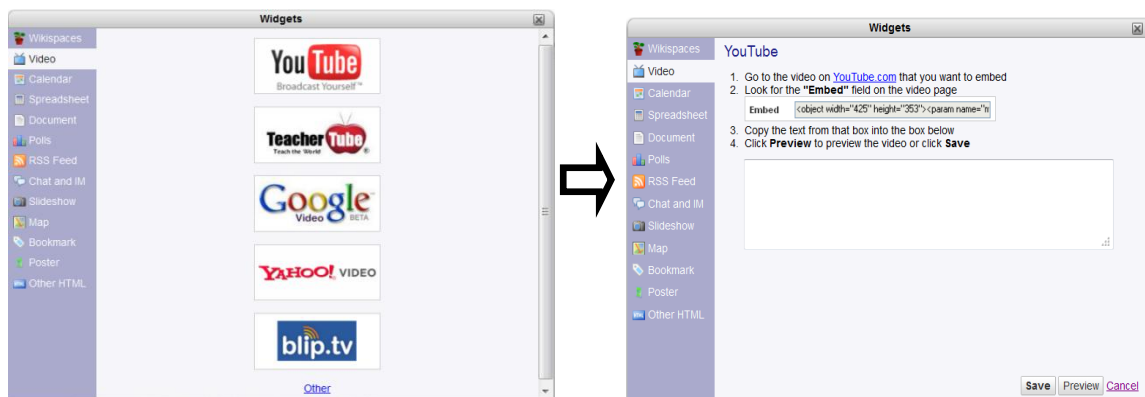 Widgets
Wikispaces
Video
Calendar
Spreadsheet
Document
Polls
RSS Feed
Chat and IM
Slideshow
Map
Bookmark
Poster
Other HTML
You Tube
Broadcast Yourself™
Teacher Tube
Teach the World
Google™
Video BETA
YAHOO! VIDEO
blip.tv
Other
Widgets
Wikispaces
Video
Calendar
Spreadsheet
Document
Polls
RSS Feed
Chat and IM
Slideshow
Map
Bookmark
Poster
Other HTML
YouTube
1. Go to the video on YouTube.com that you want to embed
2. Look for the "Embed" field on the video page
Embed <object width="425" height="353"><param name="m
3. Copy the text from that box into the box below
4. Click Preview to preview the video or click Save
Save Preview Cancel